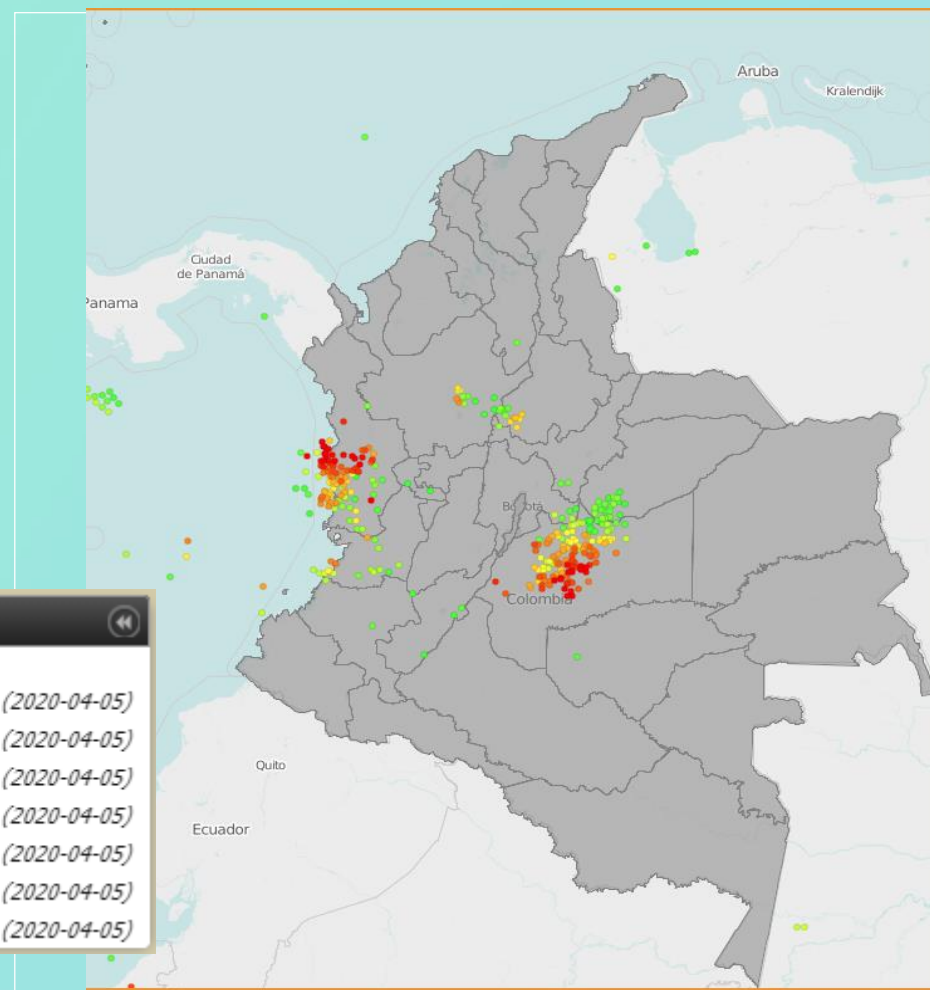 Aruba
Kralendijk
Ciudad
de Panamá
Panama
Bogotá
Colombia
(2020-04-05)
(2020-04-05)
(2020-04-05)
(2020-04-05)
(2020-04-05)
(2020-04-05)
(2020-04-05)
Quito
Ecuador